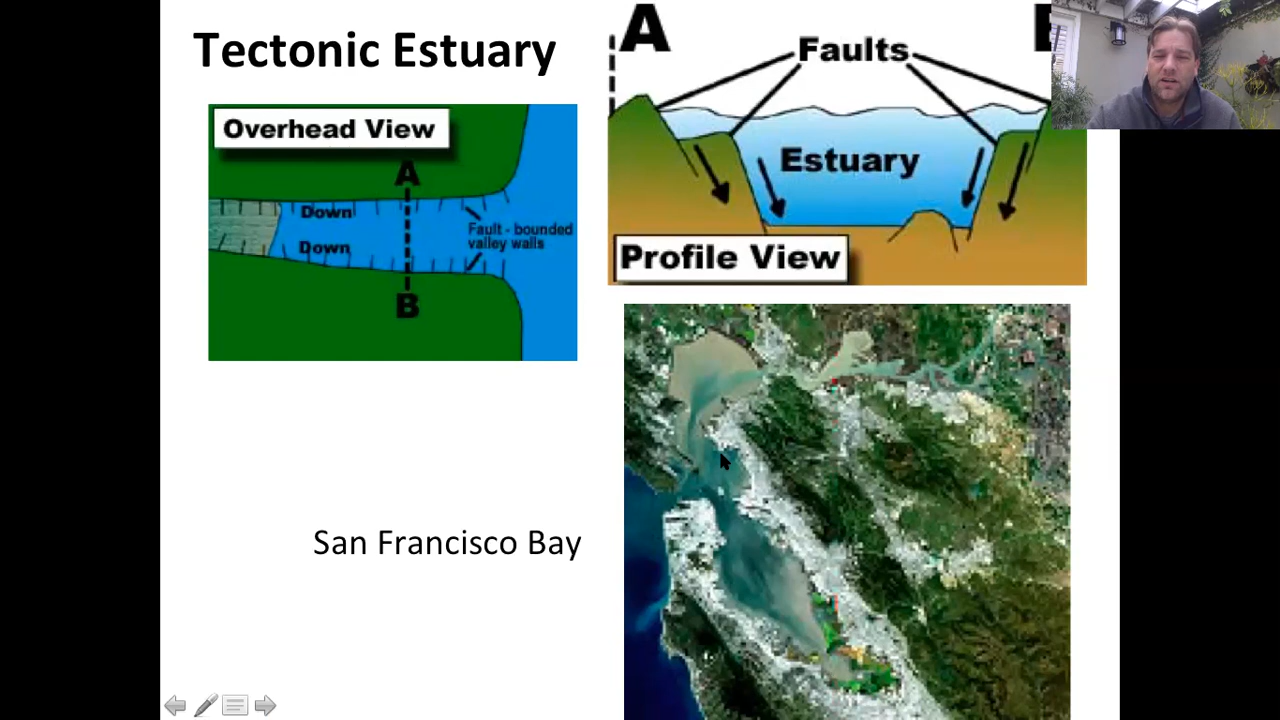 Tectonic Estuary
Overhead View
A
Down
Down
Fault - bounded
valley walls
B
A
Faults
Estuary
Profile View
San Francisco Bay